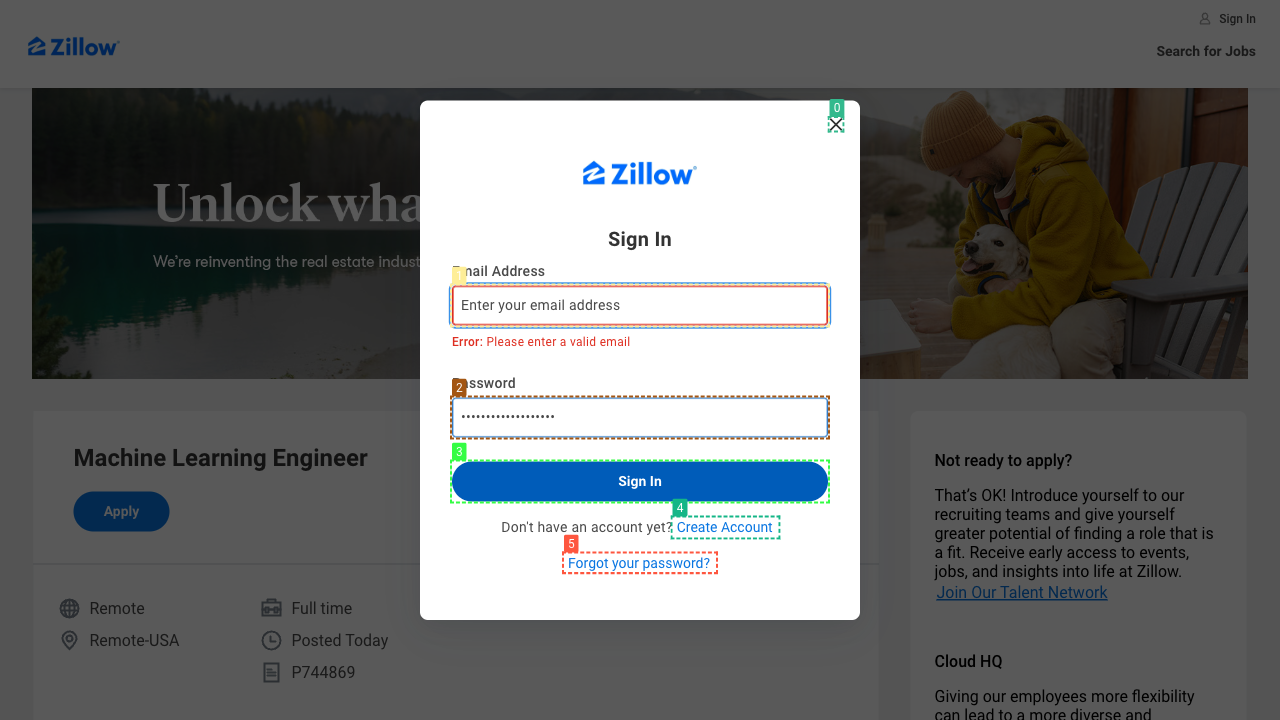 Sign In
Zillow
Search for Jobs
Unlock wha
We're reinventing the real estate indust
0
Zillow
Sign In
mail Address
1
Enter your email address
Error: Please enter a valid email
2
ssword
•••••••••••••••••••
3
Sign In
4
Don't have an account yet? Create Account
5
Forgot your password?
Machine Learning Engineer
Apply
Remote
Full time
Remote-USA
Posted Today
P744869
Not ready to apply?
That's OK! Introduce yourself to our
recruiting teams and give yourself
greater potential of finding a role that is
a fit. Receive early access to events,
jobs, and insights into life at Zillow.
Join Our Talent Network
Cloud HQ
Giving our employees more flexibility
can lead to a more diverse and